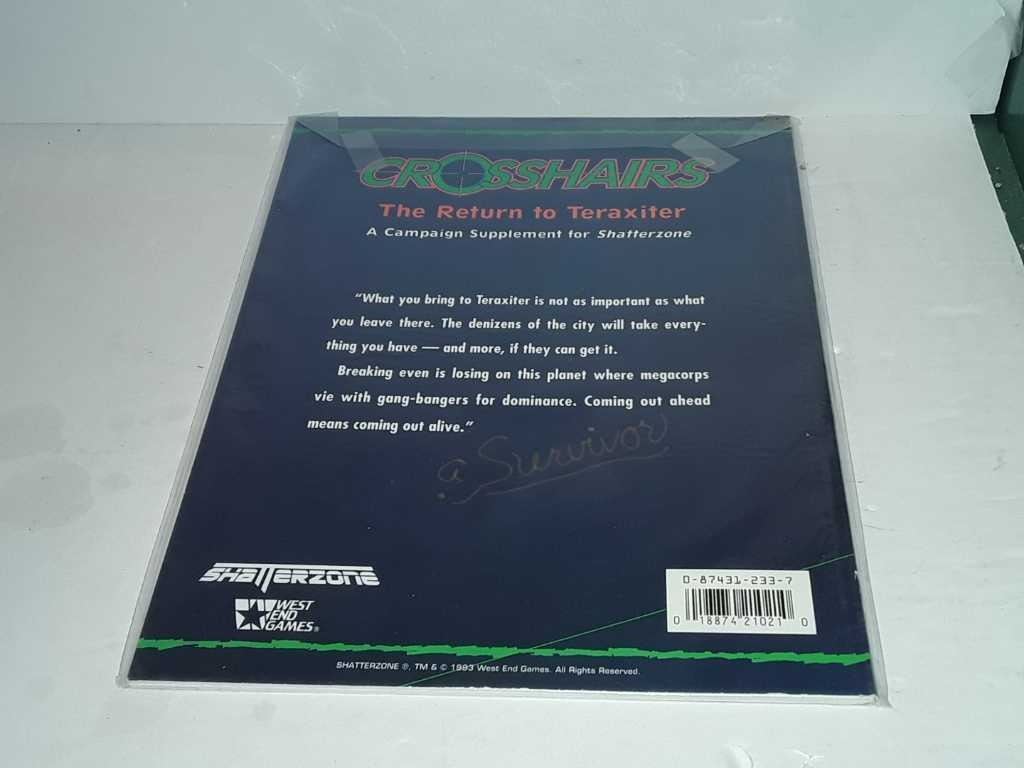 CROSSHAIRS
The Return to Teraxiter
A Campaign Supplement for Shatterzone
“What you bring to Teraxiter is not as important as what
you leave there. The denizens of the city will take every-
thing you have — and more, if they can get it.
Breaking even is losing on this planet where megacorps
vie with gang-bangers for dominance. Coming out ahead
means coming out alive.”
a Survivor
SHATTERZONE
WEST
END
GAMES®
0-87431-233-7
0 18874 21021 0
SHATTERZONE ®, TM & © 1993 West End Games. All Rights Reserved.